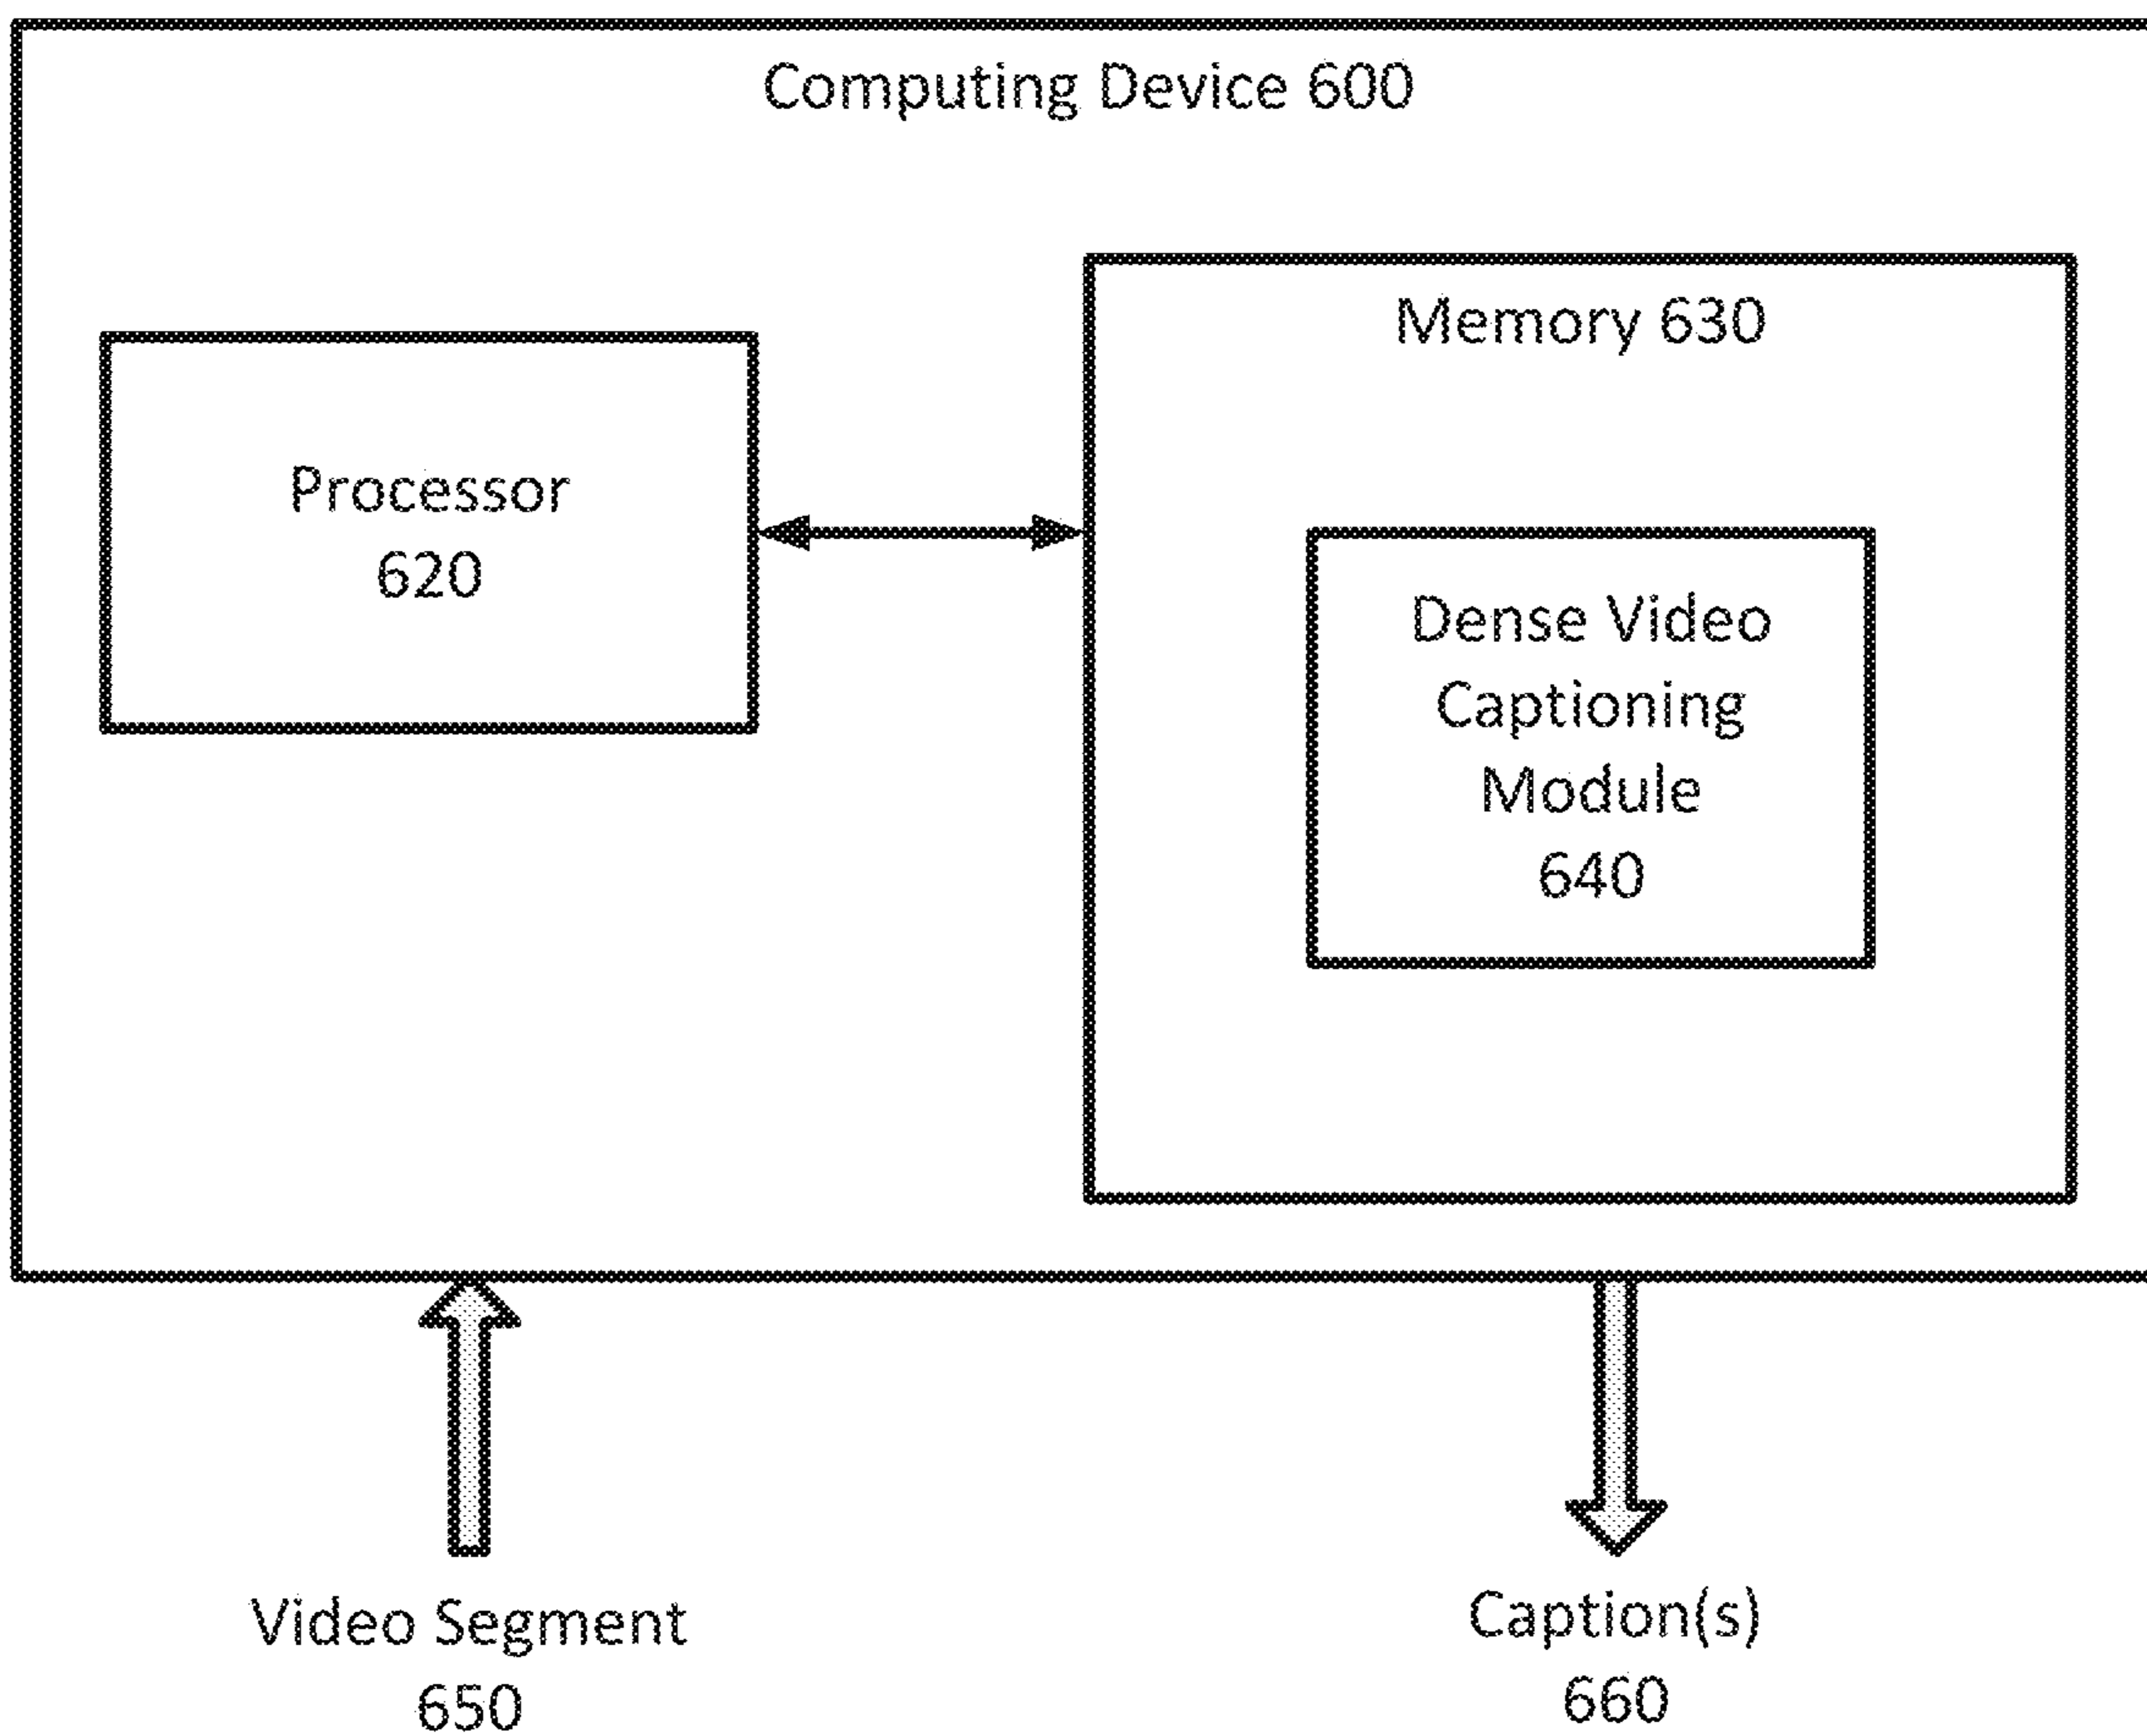 Computing Device 600
Memory 630
Processor
620
Dense Video
Captioning
Module
640
Video Segment
650
Caption(s)
660